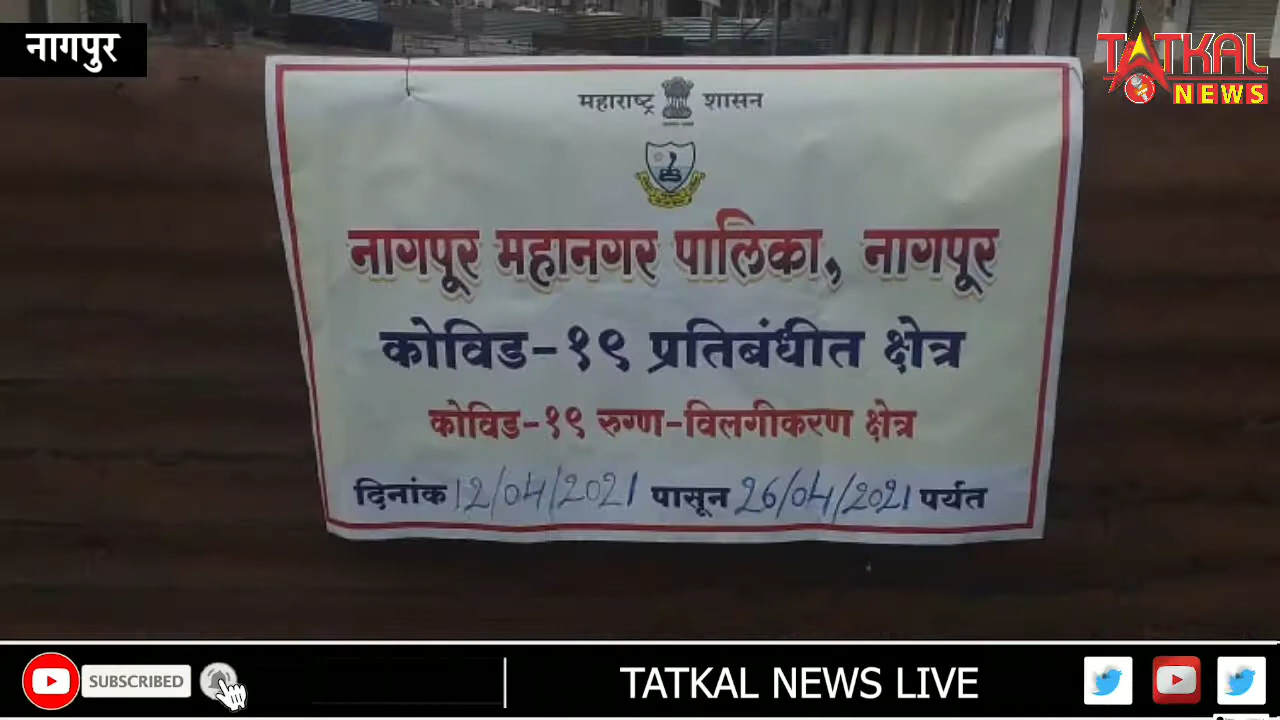 नागपुर
TATKAL
NEWS
महाराष्ट्र शासन
नागपूर महानगर पालिका, नागपूर
कोविड-१९ प्रतिबंधीत क्षेत्र
कोविड-१९ रुग्ण-विलगीकरण क्षेत्र
दिनांक 12/04/2021 पासून 26/04/2021 पर्यत
SUBSCRIBED
TATKAL NEWS LIVE